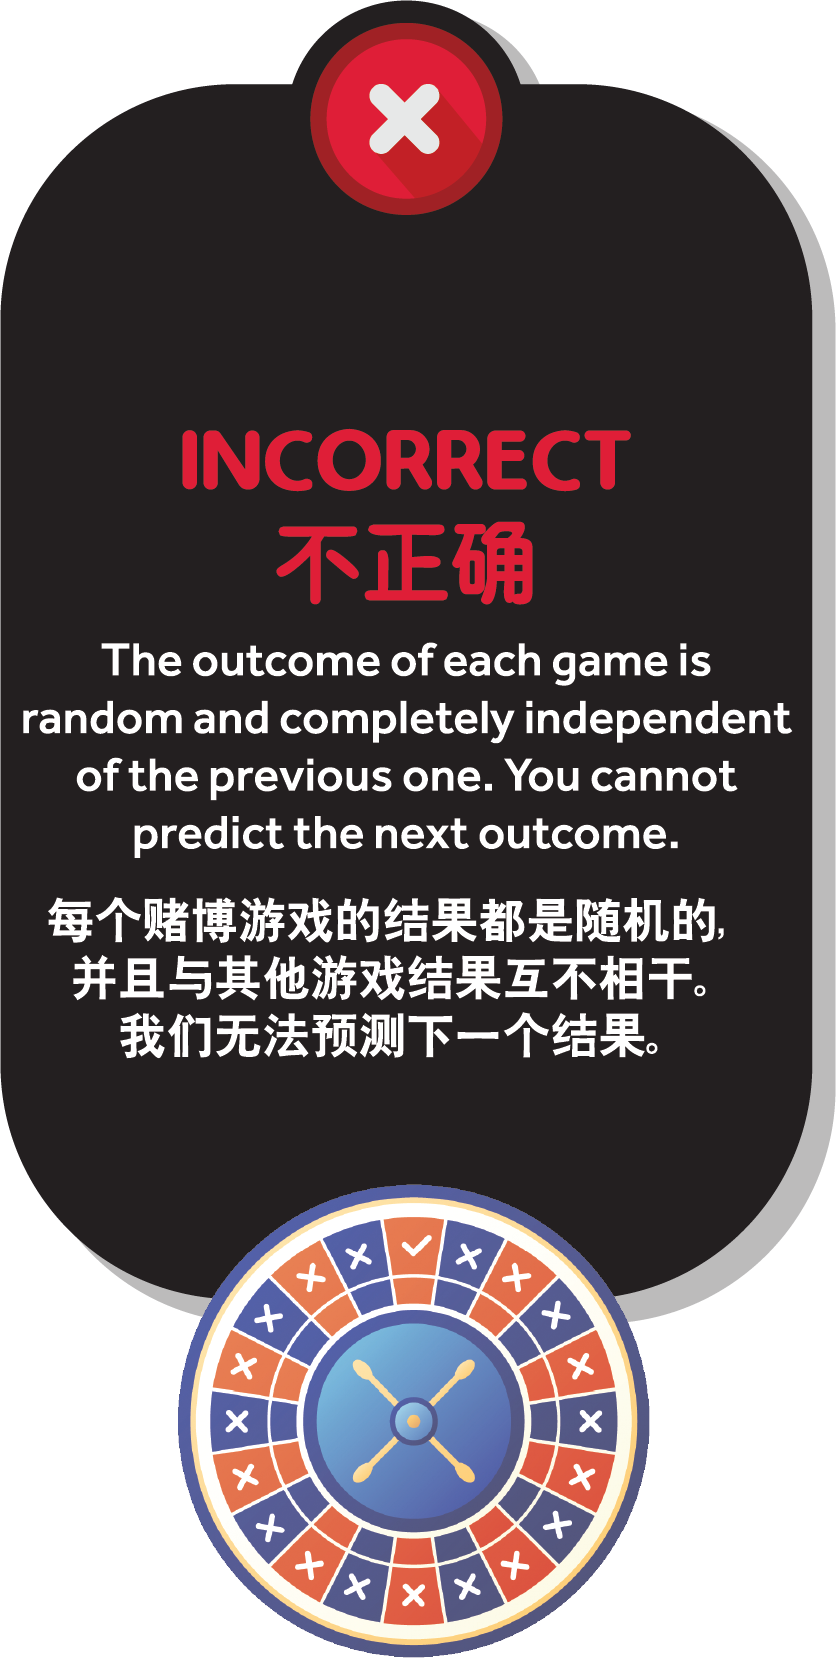 INCORRECT
不正确
The outcome of each game is
random and completely independent
of the previous one. You cannot
predict the next outcome.
每个赌博游戏的结果都是随机的,
并且与其他游戏结果互不相干。
我们无法预测下一个结果。